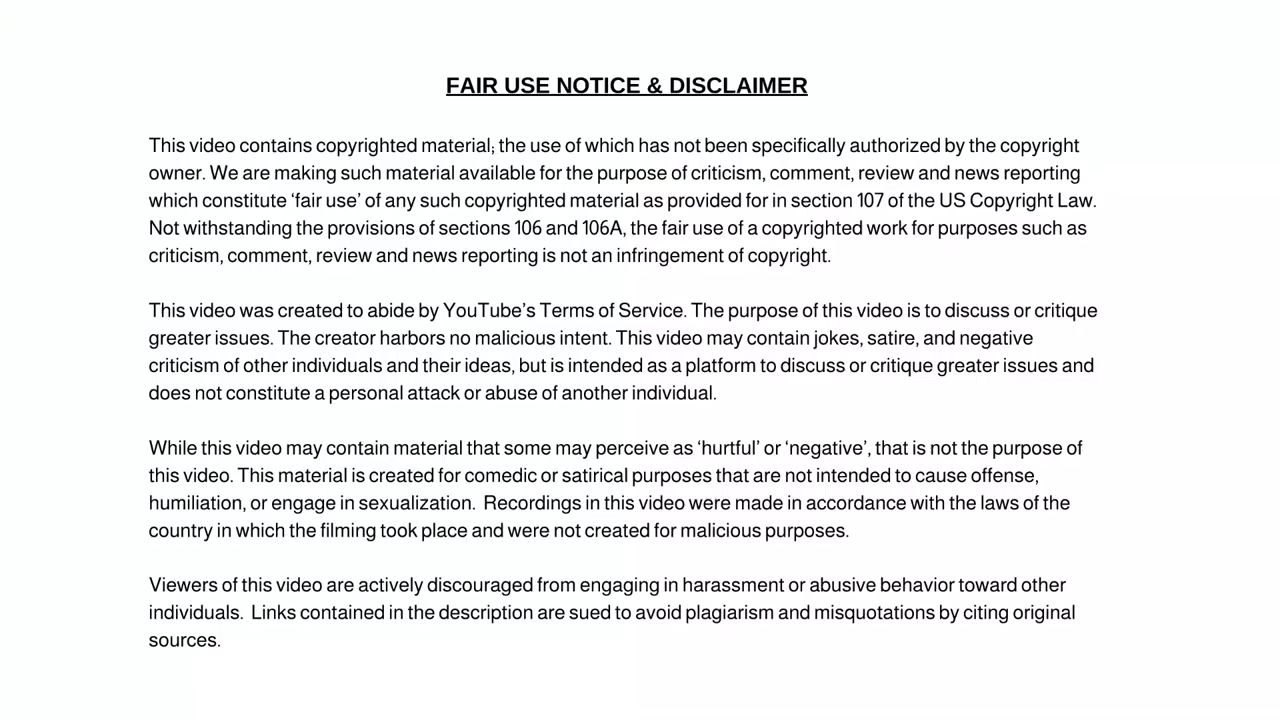 FAIR USE NOTICE & DISCLAIMER
This video contains copyrighted material; the use of which has not been specifically authorized by the copyright
owner. We are making such material available for the purpose of criticism, comment, review and news reporting
which constitute ‘fair use’ of any such copyrighted material as provided for in section 107 of the US Copyright Law.
Not withstanding the provisions of sections 106 and 106A, the fair use of a copyrighted work for purposes such as
criticism, comment, review and news reporting is not an infringement of copyright.
This video was created to abide by YouTube’s Terms of Service. The purpose of this video is to discuss or critique
greater issues. The creator harbors no malicious intent. This video may contain jokes, satire, and negative
criticism of other individuals and their ideas, but is intended as a platform to discuss or critique greater issues and
does not constitute a personal attack or abuse of another individual.
While this video may contain material that some may perceive as ‘hurtful’ or ‘negative’, that is not the purpose of
this video. This material is created for comedic or satirical purposes that are not intended to cause offense,
humiliation, or engage in sexualization.  Recordings in this video were made in accordance with the laws of the
country in which the filming took place and were not created for malicious purposes.
Viewers of this video are actively discouraged from engaging in harassment or abusive behavior toward other
individuals.  Links contained in the description are sued to avoid plagiarism and misquotations by citing original
sources.